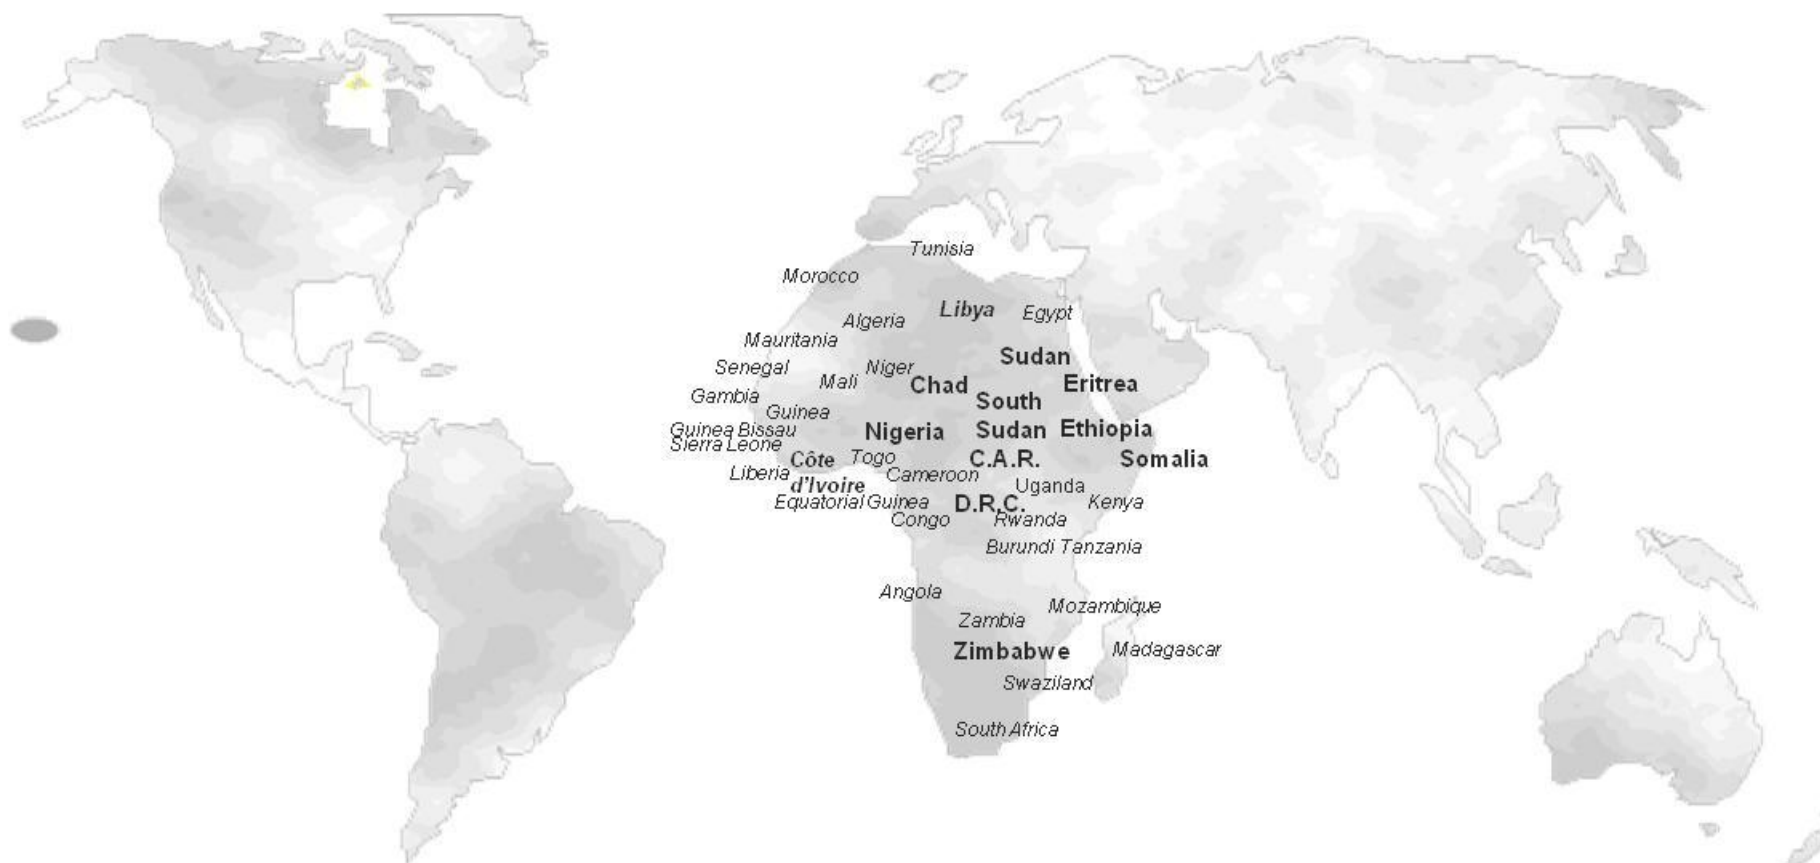 Tunisia
Morocco
Libya
Egypt
Algeria
Mauritania
Sudan
Senegal
Niger
Mali
Chad
Eritrea
Gambia
South
Sudan
Guinea
Guinea Bissau
Nigeria
Ethiopia
Sierra Leone
Côte
d'Ivoire
Togo
C.A.R.
Somalia
Liberia
Cameroon
Uganda
Equatorial Guinea
D.R.C.
Kenya
Congo
Rwanda
Burundi Tanzania
Angola
Mozambique
Zambia
Zimbabwe
Madagascar
Swaziland
South Africa